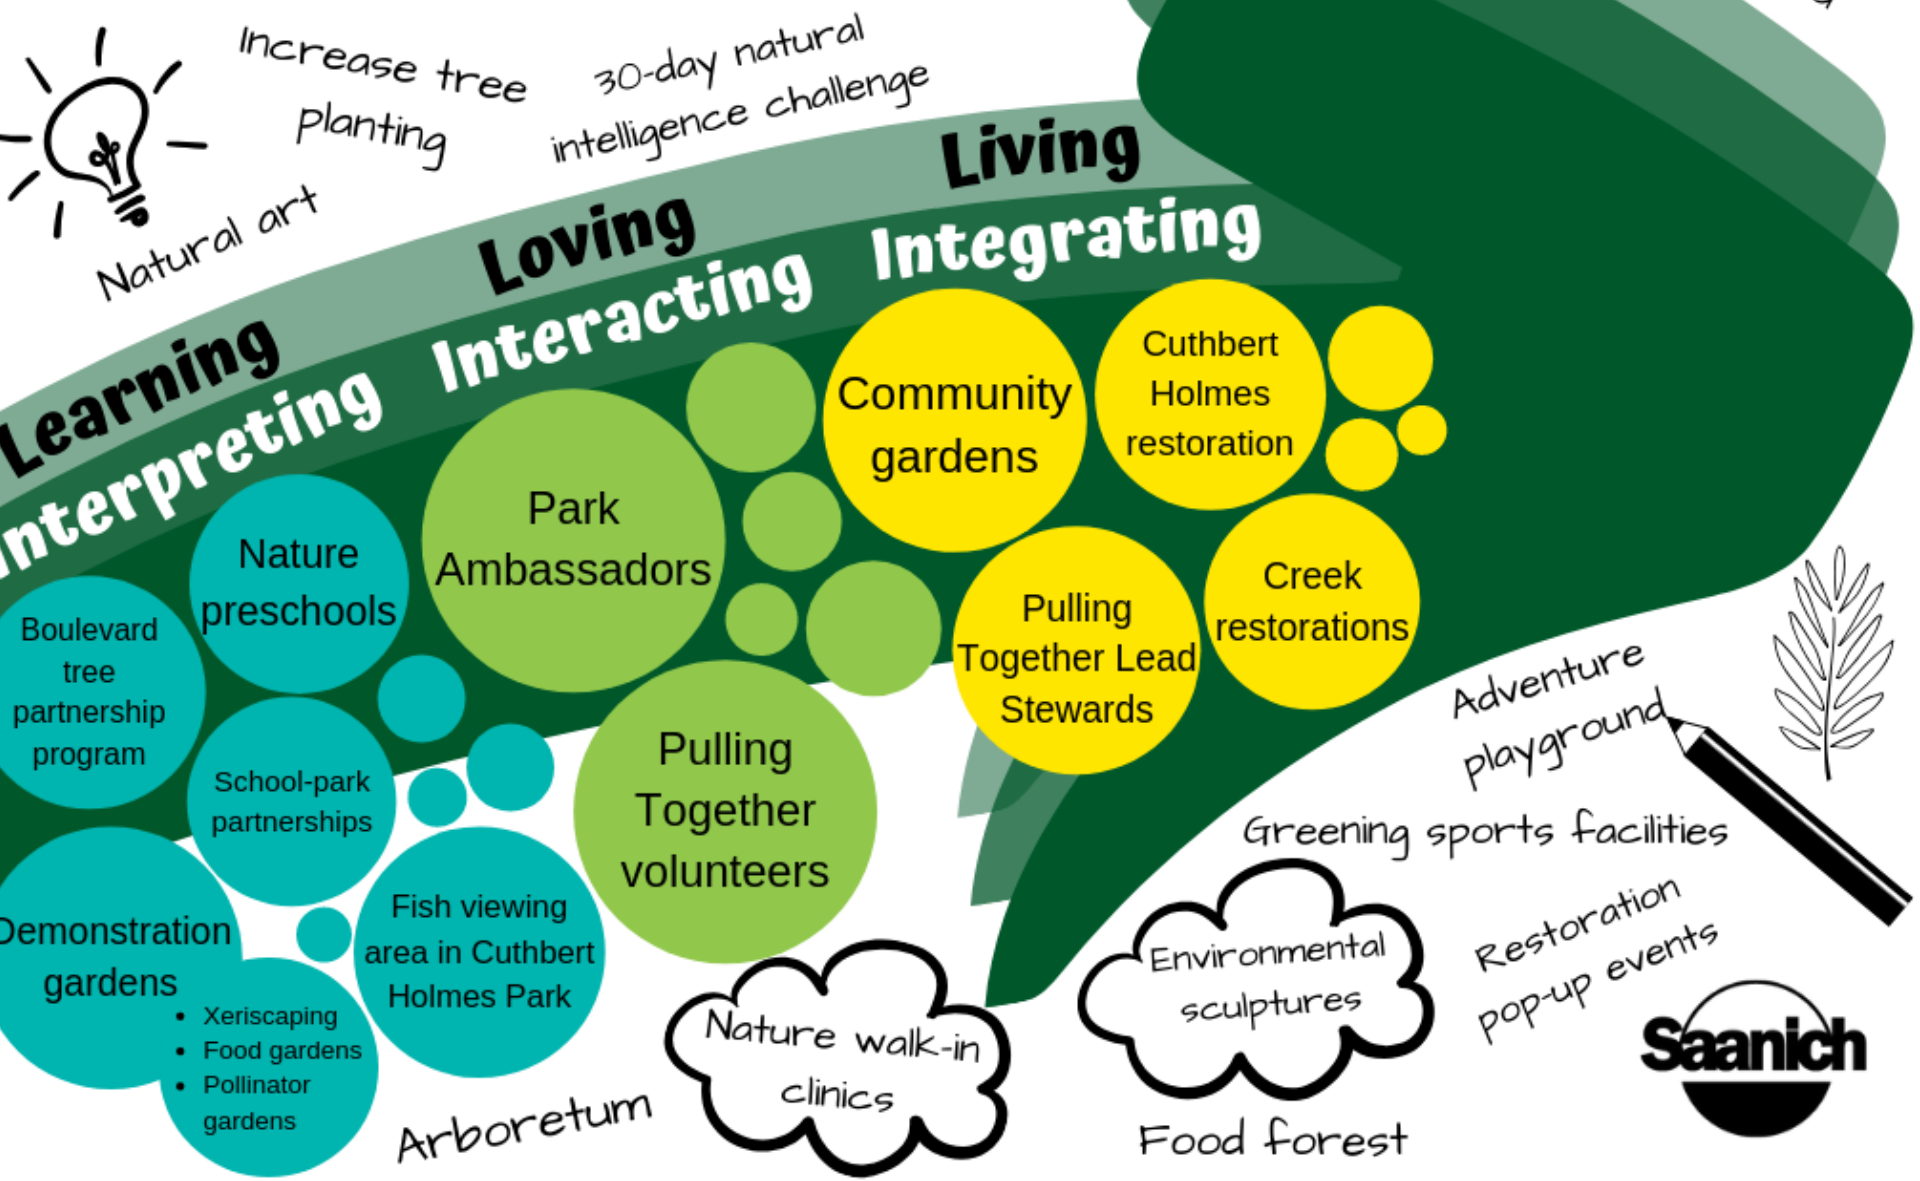 Increase tree
planting
30-day natural
intelligence challenge
Natural art
Learning
Loving
Living
Interpreting
Interacting
Integrating
Boulevard
tree
partnership
program
Nature
preschools
School-park
partnerships
Demonstration
gardens
• Xeriscaping
• Food gardens
• Pollinator
gardens
Fish viewing
area in Cuthbert
Holmes Park
Park
Ambassadors
Pulling
Together
volunteers
Community
gardens
Cuthbert
Holmes
restoration
Pulling
Together Lead
Stewards
Creek
restorations
Adventure
playground
Greening sports facilities
Restoration
pop-up events
Environmental
sculptures
Nature walk-in
clinics
Arboretum
Food forest
Saanich